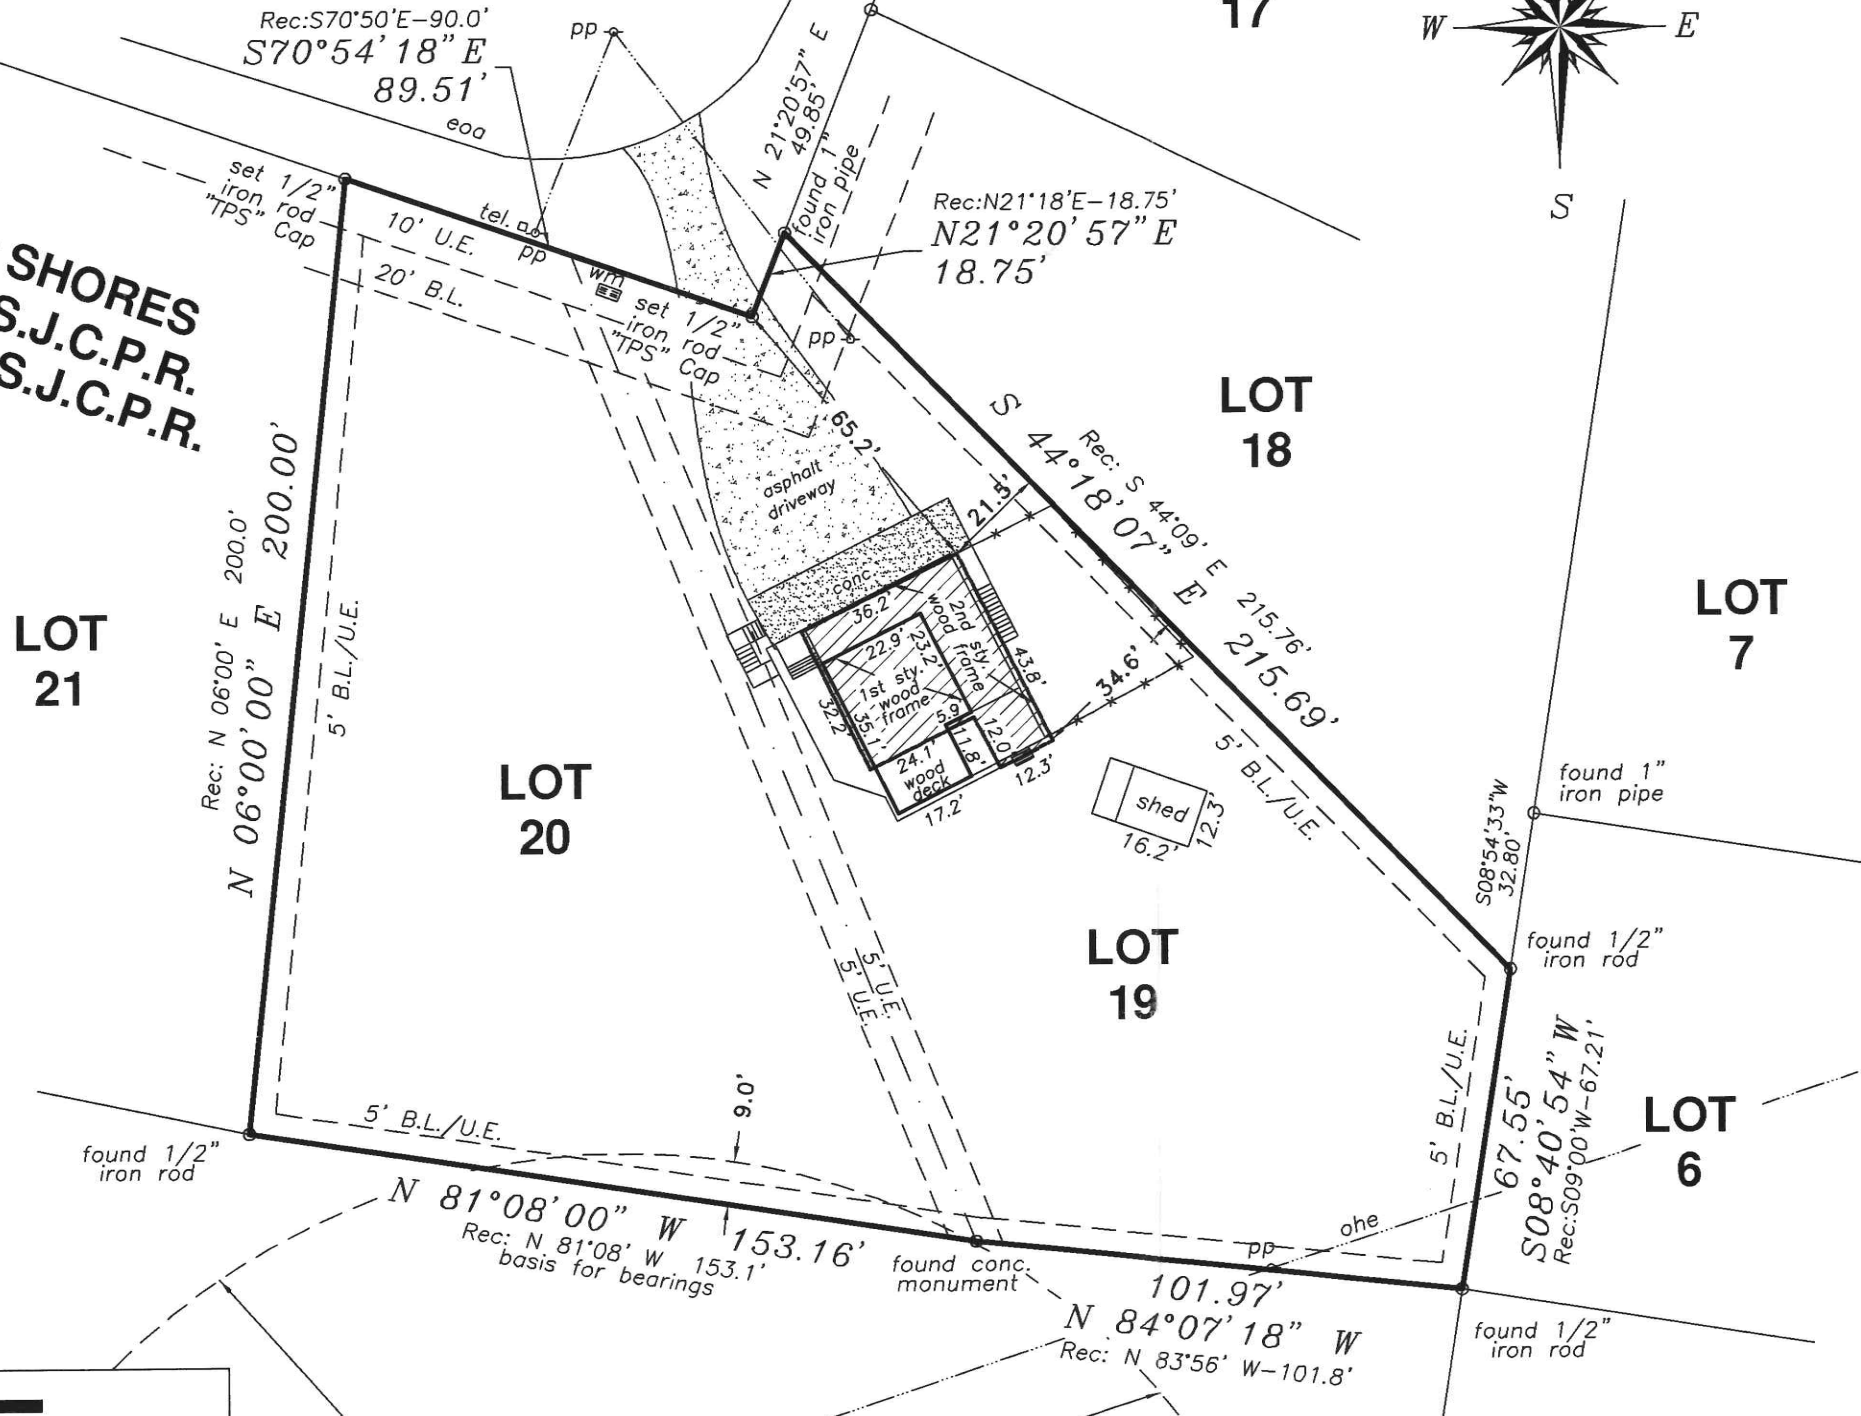 Rec:S70°50'E-90.0'
S70°54'18"E
89.51'
eoa
pp
N 21°20'57" E
49.85'
17
W
E
S
set 1/2"
iron rod
"TPS" Cap
10' U.E.
20' B.L.
tel.
pp
wm
set 1/2"
iron rod
"TPS" Cap
found 1"
iron pipe
Rec:N21°18'E-18.75'
N21°20'57"E
18.75'
pp
SHORES
S.J.C.P.R.
S.J.C.P.R.
LOT
18
S 44°18'07" E
215.69'
Rec: S 44°09' E 215.76'
65.2'
21.5'
asphalt
driveway
conc
36.2'
22.9'
23.2'
2nd sty.
wood frame
1st sty.
wood
frame
43.8'
34.6'
32.2'
35.1'
5.9'
24.1'
11.8'
12.0'
12.3'
wood
deck
17.2'
shed
16.2'
12.3'
5' B.L./U.E.
N 06°00'00" E 200.00'
Rec: N 06°00' E 200.0'
5' B.L./U.E.
LOT
21
LOT
20
LOT
19
LOT
7
found 1"
iron pipe
S08°54'33"W
32.80'
found 1/2"
iron rod
5' U.E.
5' U.E.
5' B.L./U.E.
67.55'
S08°40'54" W
Rec:S09°00'W-67.21'
LOT
6
9.0'
5' B.L./U.E.
found 1/2"
iron rod
N 81°08'00" W 153.16'
Rec: N 81°08' W 153.1'
basis for bearings
found conc.
monument
pp
ohe
101.97'
N 84°07'18" W
Rec: N 83°56' W-101.8'
found 1/2"
iron rod